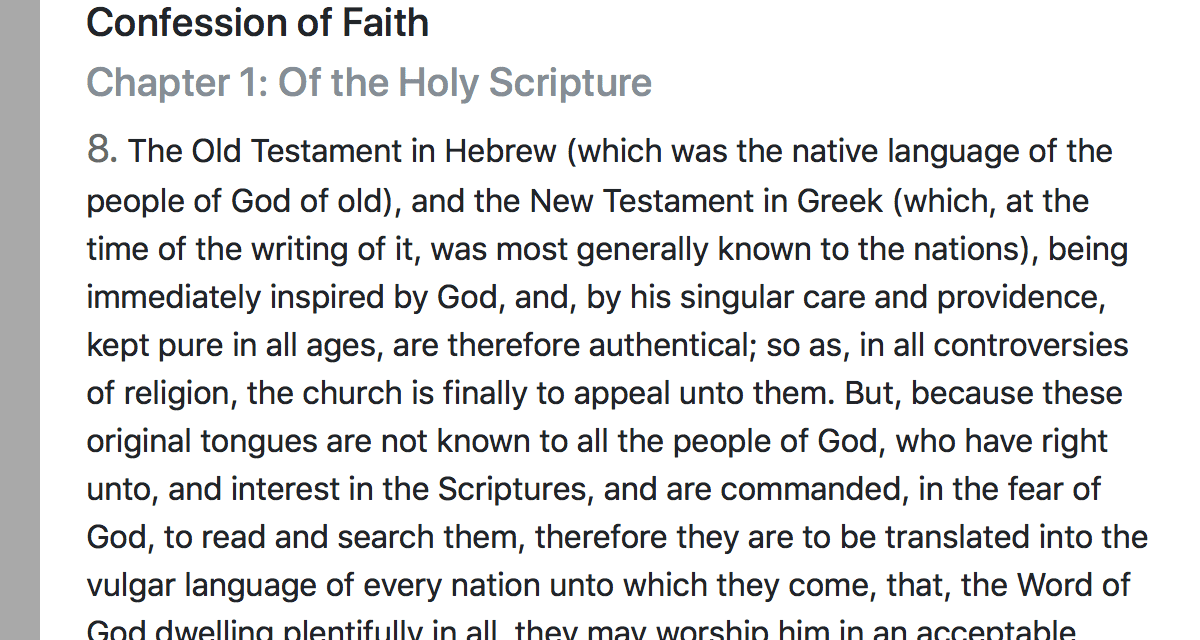 Confession of Faith
Chapter 1: Of the Holy Scripture
8. The Old Testament in Hebrew (which was the native language of the
people of God of old), and the New Testament in Greek (which, at the
time of the writing of it, was most generally known to the nations), being
immediately inspired by God, and, by his singular care and providence,
kept pure in all ages, are therefore authentical; so as, in all controversies
of religion, the church is finally to appeal unto them. But, because these
original tongues are not known to all the people of God, who have right
unto, and interest in the Scriptures, and are commanded, in the fear of
God, to read and search them, therefore they are to be translated into the
vulgar language of every nation unto which they come, that, the Word of
God dwelling plentifully in all, they may worship him in an acceptable